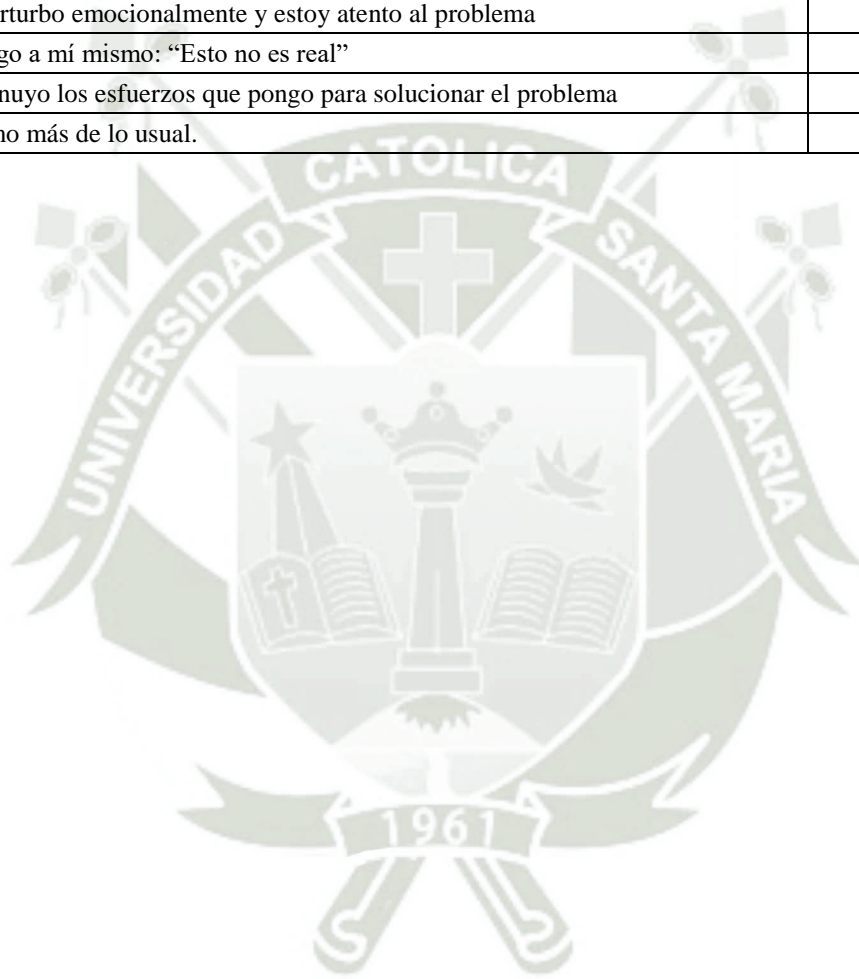 rturbo emocionalmente y estoy atento al problema
go a mí mismo: “Esto no es real”
nuyo los esfuerzos que pongo para solucionar el problema
no más de lo usual.
UNIVERSIDAD CATOLICA SANTA MARIA
1961